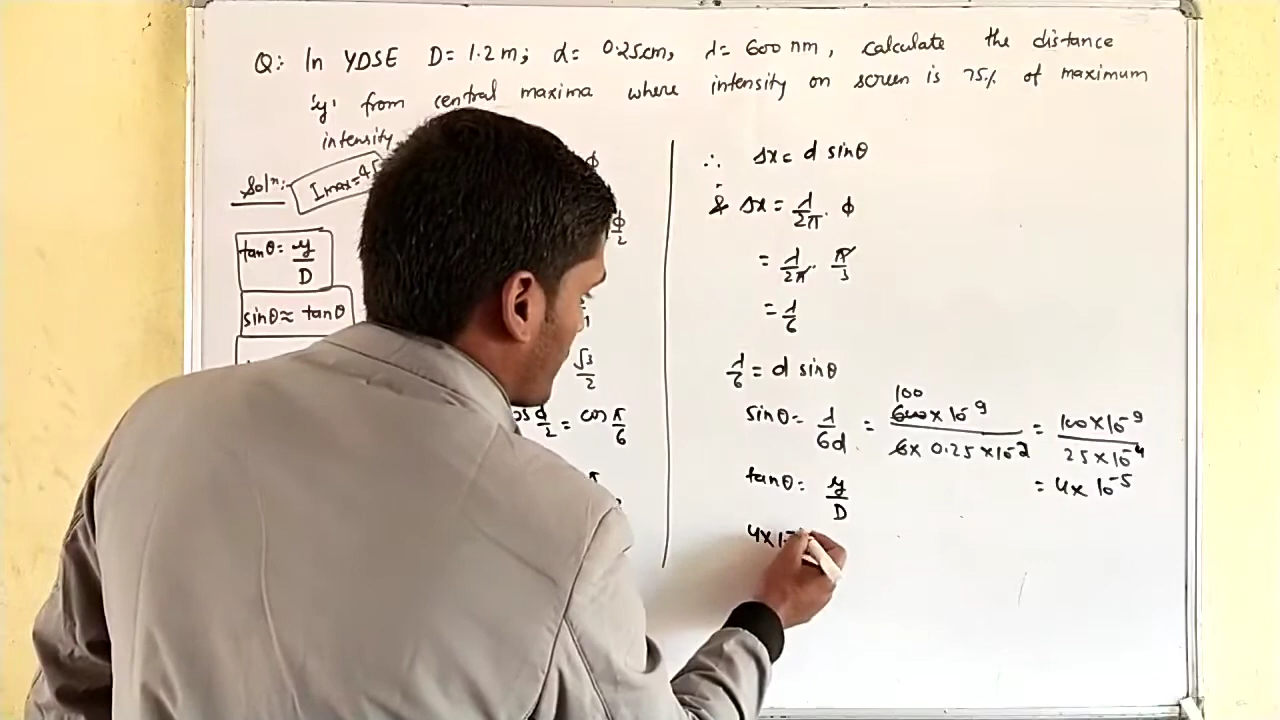 Q: In YDSE D= 1.2 m; d= 0.25cm, λ= 600 nm, calculate the distance
'y' from central maxima where intensity on screen is 75% of maximum
intensity
Solⁿ:- Imax=4
tanθ= y/D
sinθ≈ tanθ
ϕ
ϕ/2
√3/2
ϕ/2 = cos π/6
∴ Δx= d sinθ
& Δx= λ/2π . ϕ
= λ/2π . π/3
= λ/6
λ/6 = d sinθ
sinθ= λ/6d = 100 600×10⁻⁹/6× 0.25×10⁻² = 100×10⁻⁹/25×10⁻⁴
= 4× 10⁻⁵
tanθ= y/D
4×1